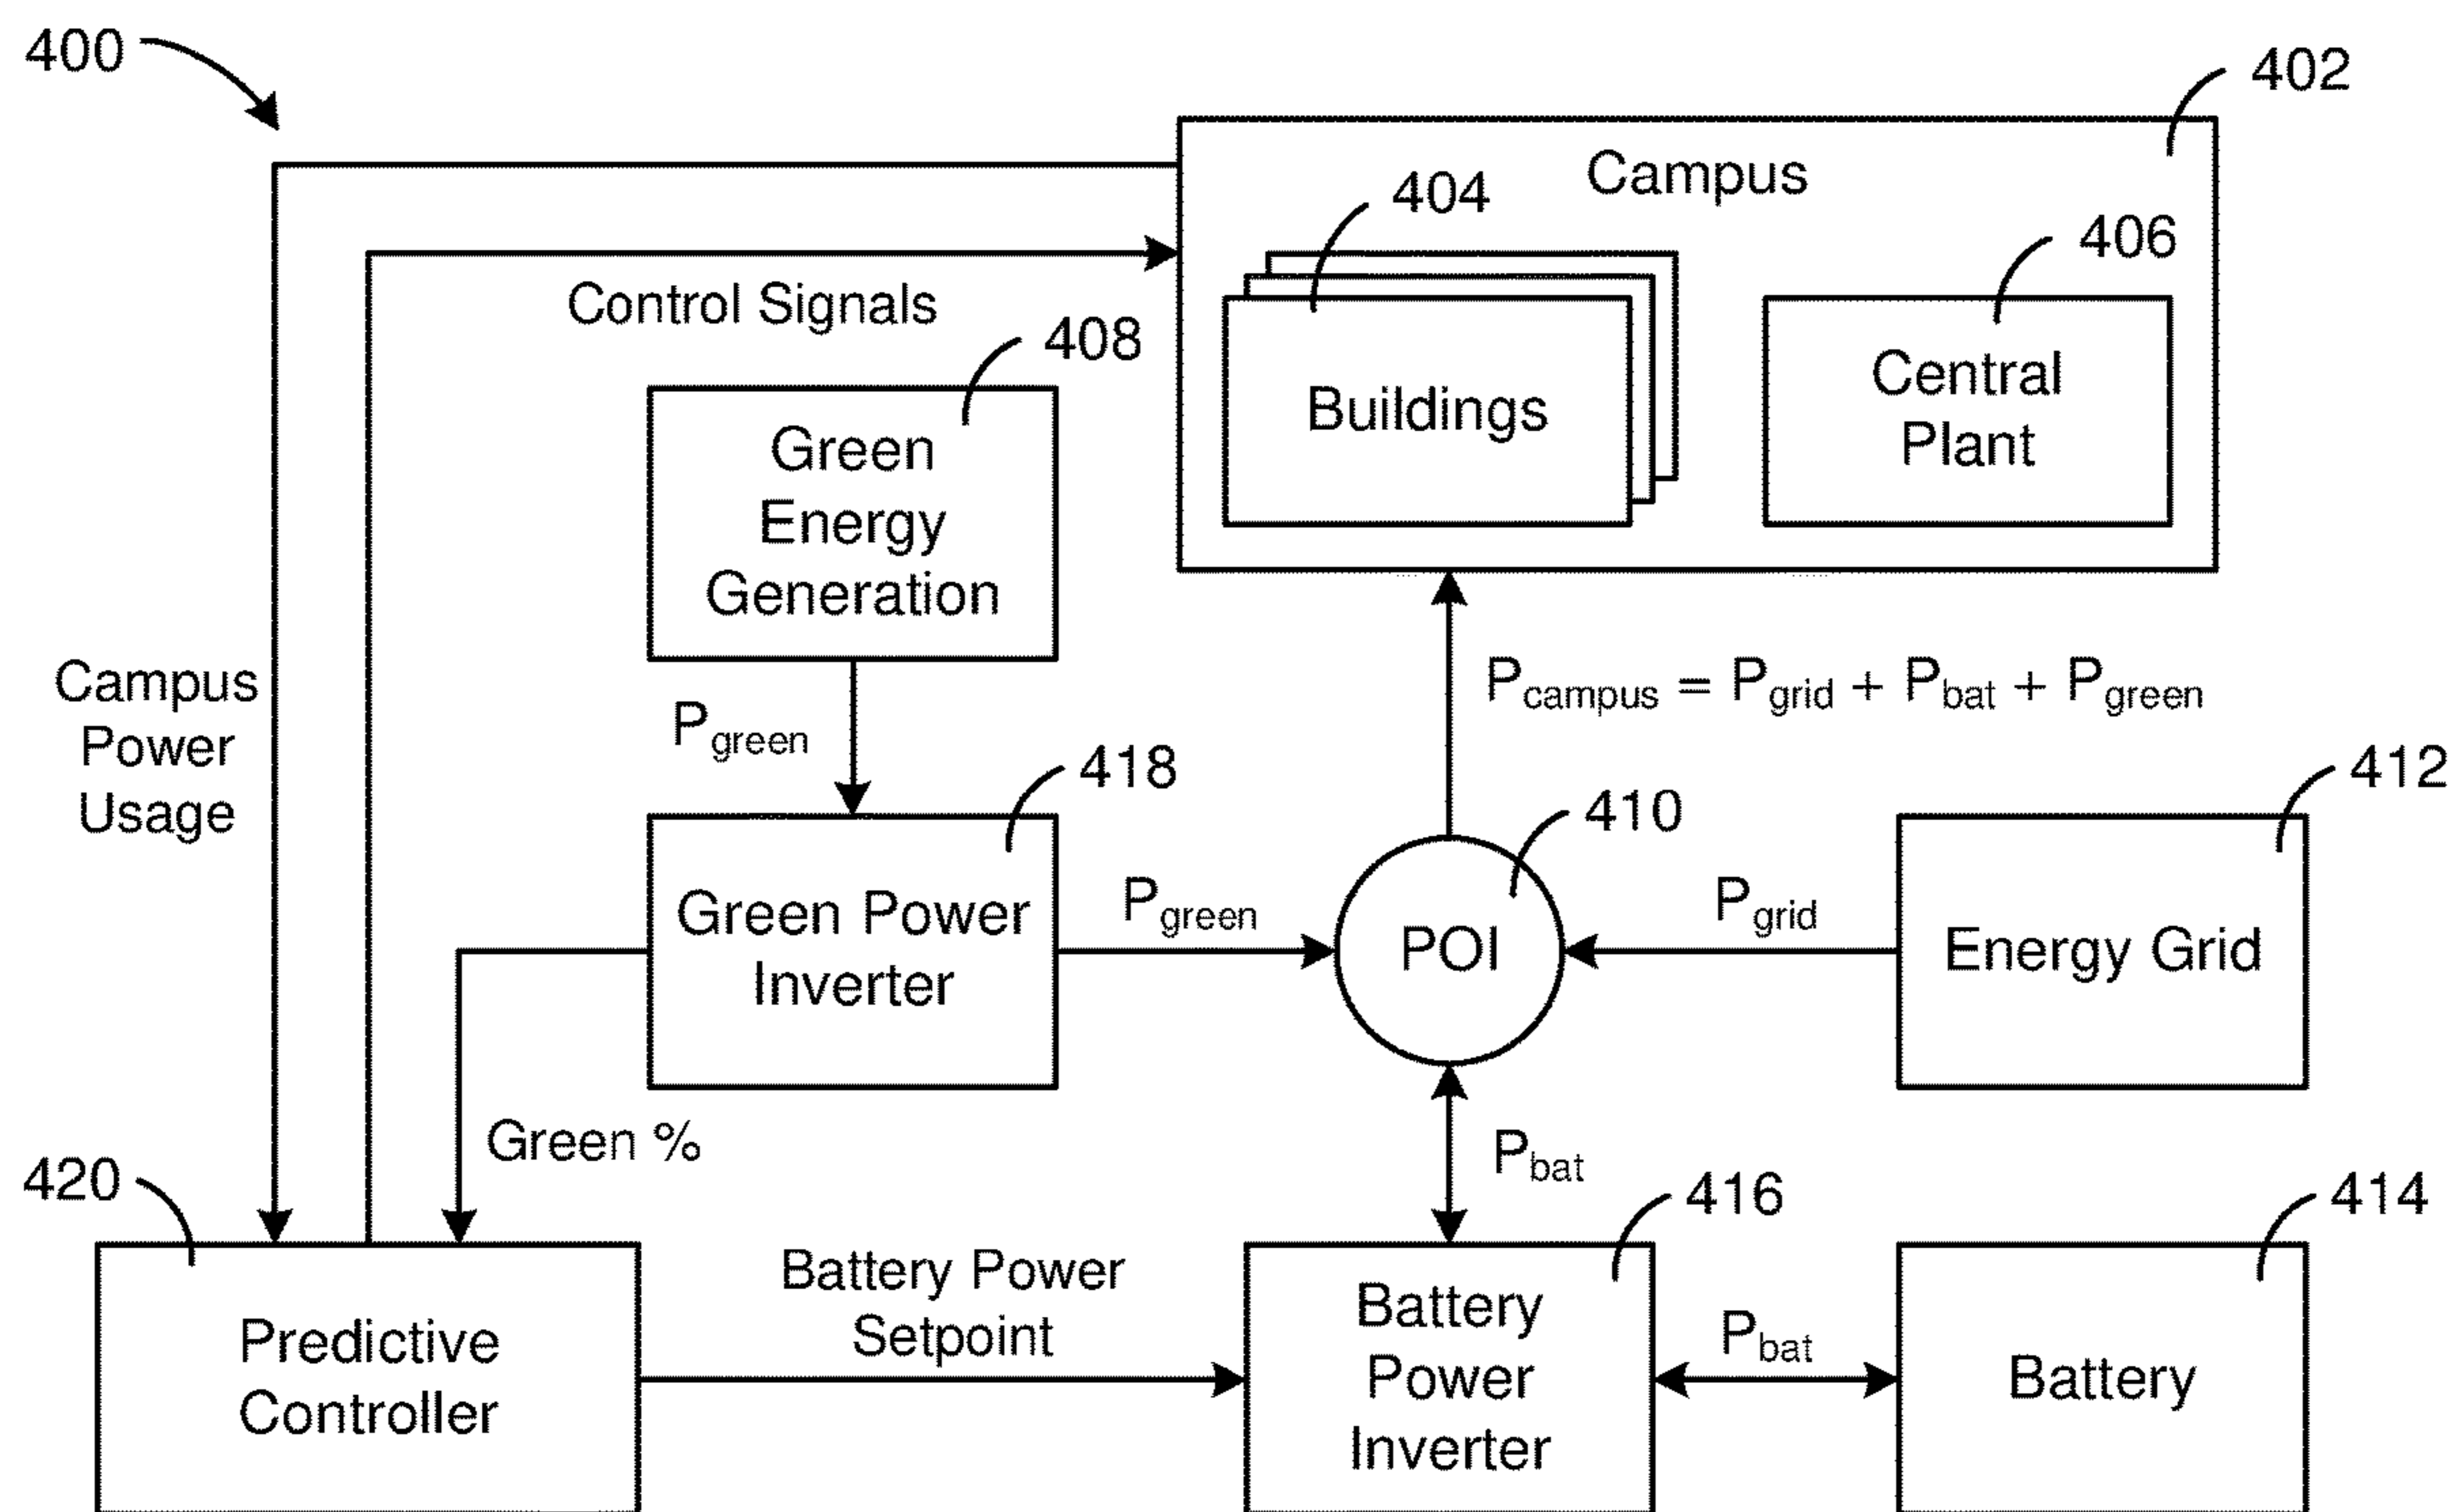 400
402
Campus
404
406
Control Signals
408
Buildings
Central
Plant
Green
Energy
Generation
Campus
Power
Usage
P_green
P_campus = P_grid + P_bat + P_green
418
410
412
Green Power
Inverter
P_green
POI
P_grid
Energy Grid
Green %
P_bat
420
416
414
Predictive
Controller
Battery Power
Setpoint
Battery
Power
Inverter
P_bat
Battery